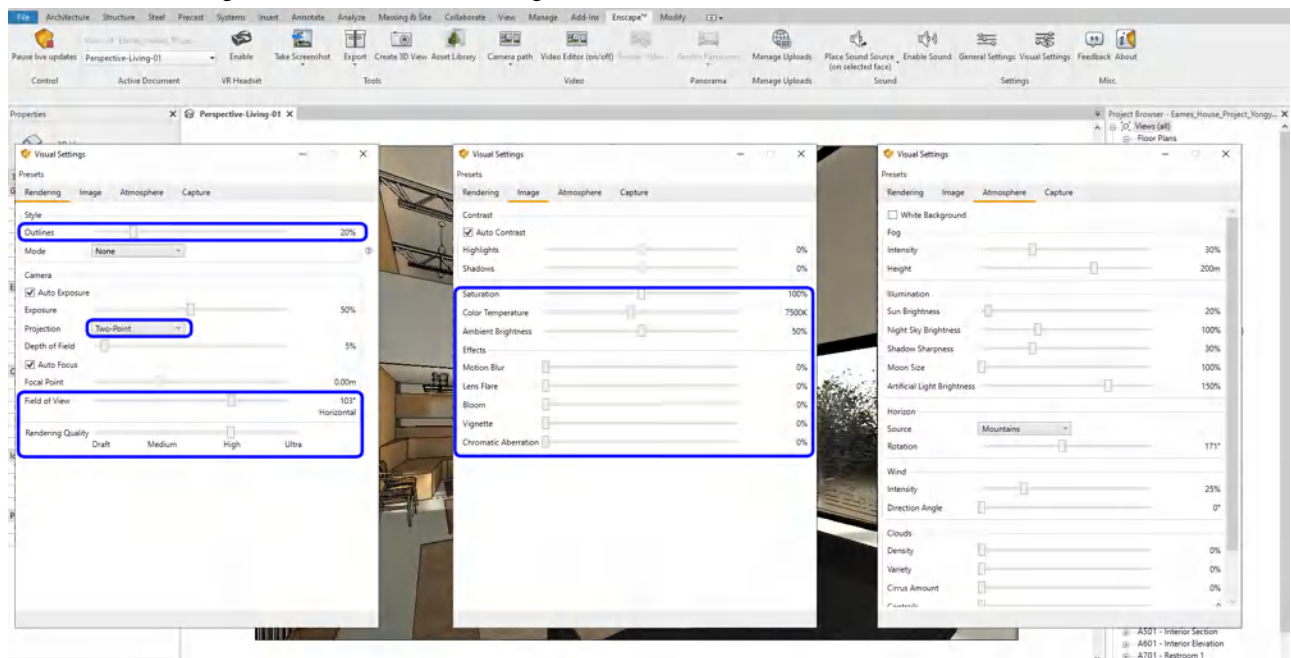 File Architecture Structure Steel Precast Systems Insert Annotate Analyze Massing & Site Collaborate View Manage Add-Ins Enscape™ Modify
Pause live updates Perspective-Living-01 Enable Take Screenshot Export Create 3D View Asset Library Camera path Video Editor (on/off) Manage Uploads Place Sound Source (on selected face) Enable Sound General Settings Visual Settings Feedback About
Control Active Document VR Headset Tools Video Panorama Manage Uploads Sound Settings Misc.
Properties
Perspective-Living-01
Project Browser - Eames_House_Project_Yongy...
Views (all)
Floor Plans
Visual Settings
Presets
Rendering Image Atmosphere Capture
Style
Outlines 20%
Mode None
Camera
Auto Exposure
Exposure 50%
Projection Two-Point
Depth of Field 5%
Auto Focus
Focal Point 0.00m
Field of View 103°
Horizontal
Rendering Quality
Draft Medium High Ultra
Visual Settings
Presets
Rendering Image Atmosphere Capture
Contrast
Auto Contrast
Highlights 0%
Shadows 0%
Saturation 100%
Color Temperature 7500K
Ambient Brightness 50%
Effects
Motion Blur 0%
Lens Flare 0%
Bloom 0%
Vignette 0%
Chromatic Aberration 0%
Visual Settings
Presets
Rendering Image Atmosphere Capture
White Background
Fog
Intensity 30%
Height 200m
Illumination
Sun Brightness 20%
Night Sky Brightness 100%
Shadow Sharpness 30%
Moon Size 100%
Artificial Light Brightness 150%
Horizon
Source Mountains
Rotation 171°
Wind
Intensity 25%
Direction Angle 0°
Clouds
Density 0%
Variety 0%
Cirrus Amount 0%
A501 - Interior Section
A601 - Interior Elevation
A701 - Restroom 1